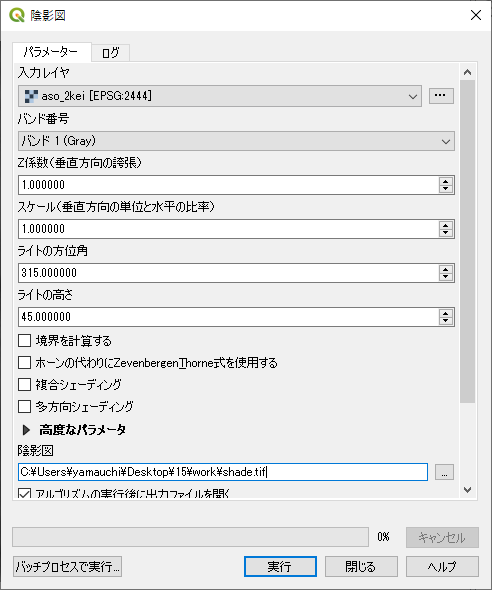 陰影図
パラメーター ログ
入力レイヤ
aso_2kei [EPSG:2444]
...
バンド番号
バンド 1 (Gray)
Z係数(垂直方向の誇張)
1.000000
スケール(垂直方向の単位と水平の比率)
1.000000
ライトの方位角
315.000000
ライトの高さ
45.000000
境界を計算する
ホーンの代わりにZevenbergenThorne式を使用する
複合シェーディング
多方向シェーディング
高度なパラメータ
陰影図
C:¥Users¥yamauchi¥Desktop¥15¥work¥shade.tif
...
アルゴリズムの実行後に出力ファイルを開く
0% キャンセル
バッチプロセスで実行... 実行 閉じる ヘルプ